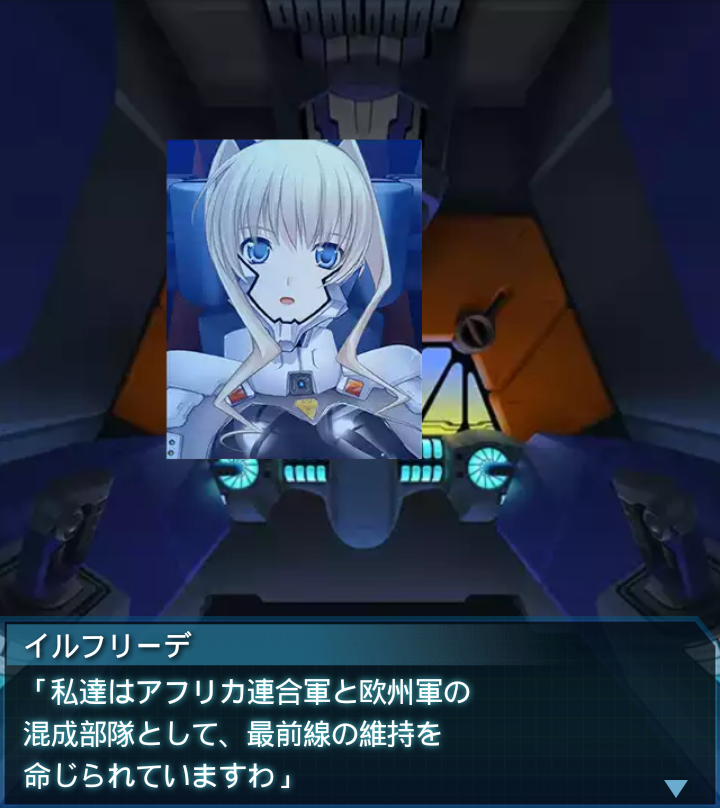 イルフリーデ
「私達はアフリカ連合軍と欧州軍の
混成部隊として、最前線の維持を
命じられていますわ」